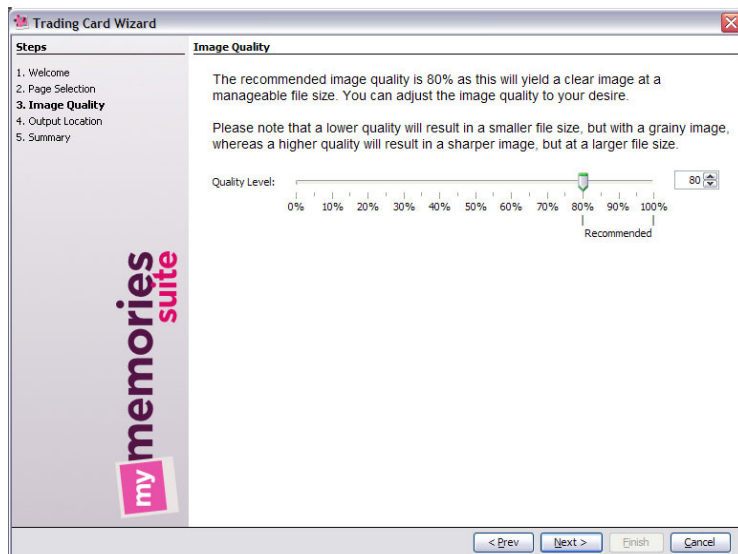 Trading Card Wizard
Steps
1. Welcome
2. Page Selection
3. Image Quality
4. Output Location
5. Summary
my memories
suite
Image Quality
The recommended image quality is 80% as this will yield a clear image at a
manageable file size. You can adjust the image quality to your desire.
Please note that a lower quality will result in a smaller file size, but with a grainy image,
whereas a higher quality will result in a sharper image, but at a larger file size.
Quality Level:
80
0% 10% 20% 30% 40% 50% 60% 70% 80% 90% 100%
Recommended
< Prev Next > Finish Cancel